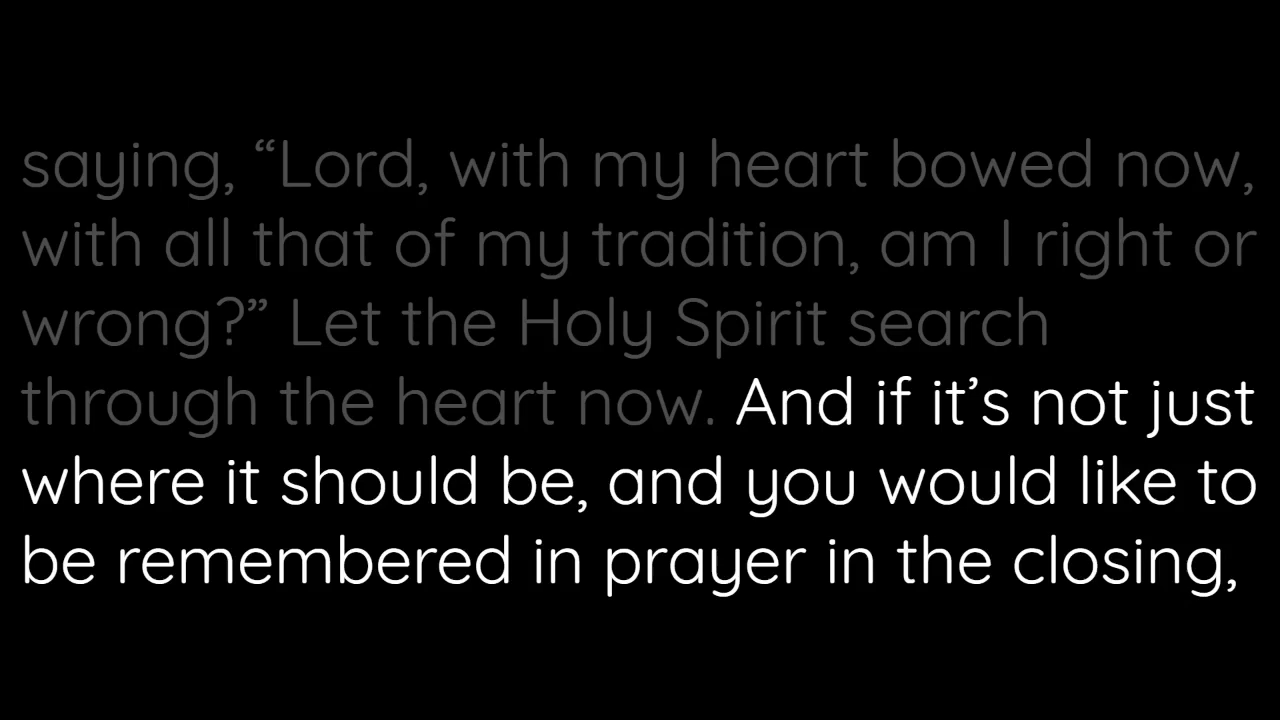 saying, “Lord, with my heart bowed now,
with all that of my tradition, am I right or
wrong?” Let the Holy Spirit search
through the heart now. And if it’s not just
where it should be, and you would like to
be remembered in prayer in the closing,